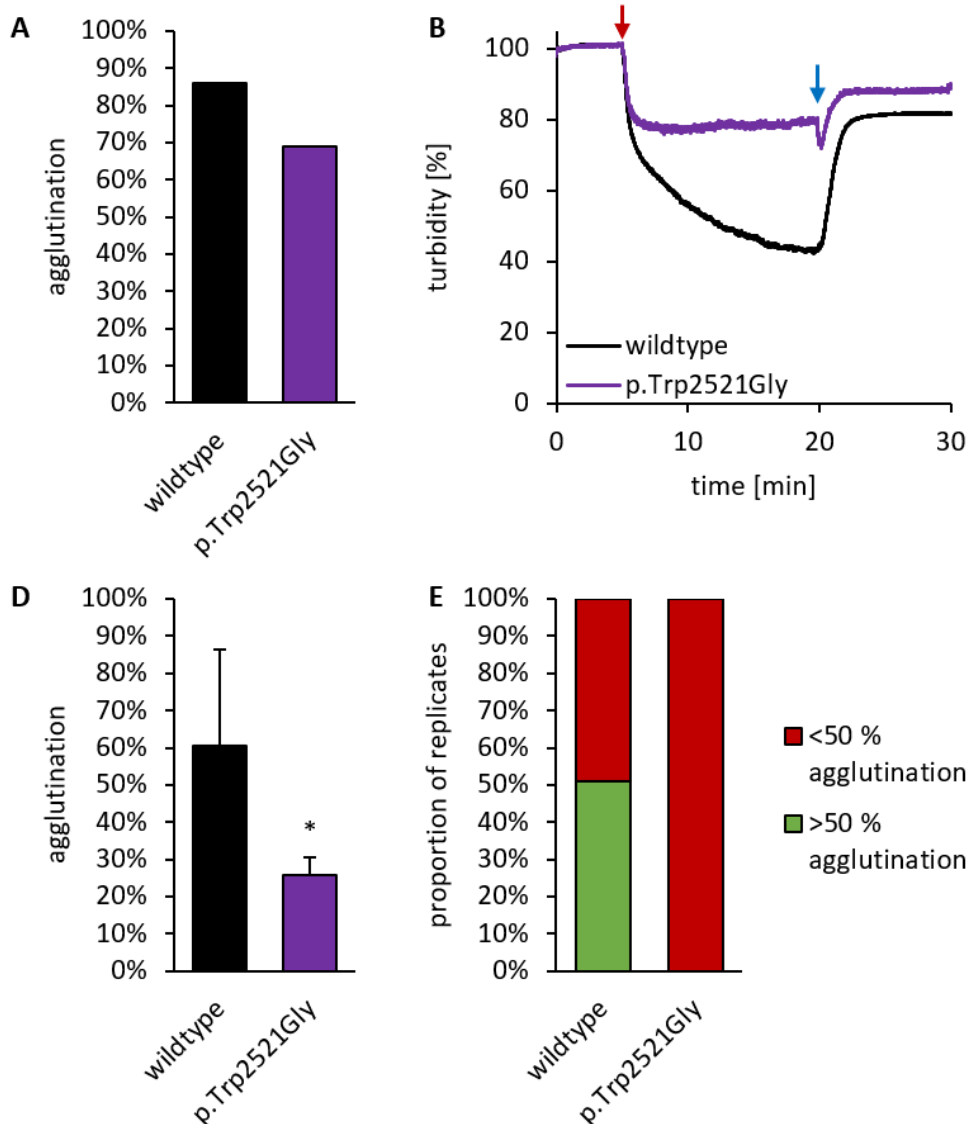 A
100%
90%
80%
70%
60%
50%
40%
30%
20%
10%
0%
agglutination
wildtype
p.Trp2521Gly
B
100
80
60
40
20
0
turbidity [%]
wildtype
p.Trp2521Gly
0
10
20
30
time [min]
D
100%
90%
80%
70%
60%
50%
40%
30%
20%
10%
0%
agglutination
*
wildtype
p.Trp2521Gly
E
100%
90%
80%
70%
60%
50%
40%
30%
20%
10%
0%
proportion of replicates
wildtype
p.Trp2521Gly
<50 %
agglutination
>50 %
agglutination